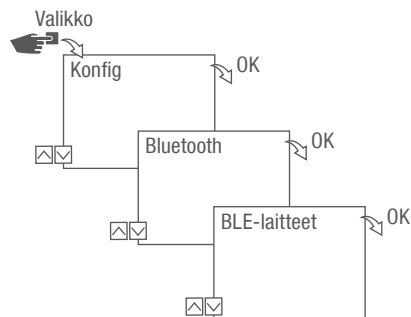 Valikko
Konfig
OK
Bluetooth
OK
BLE-laitteet
OK